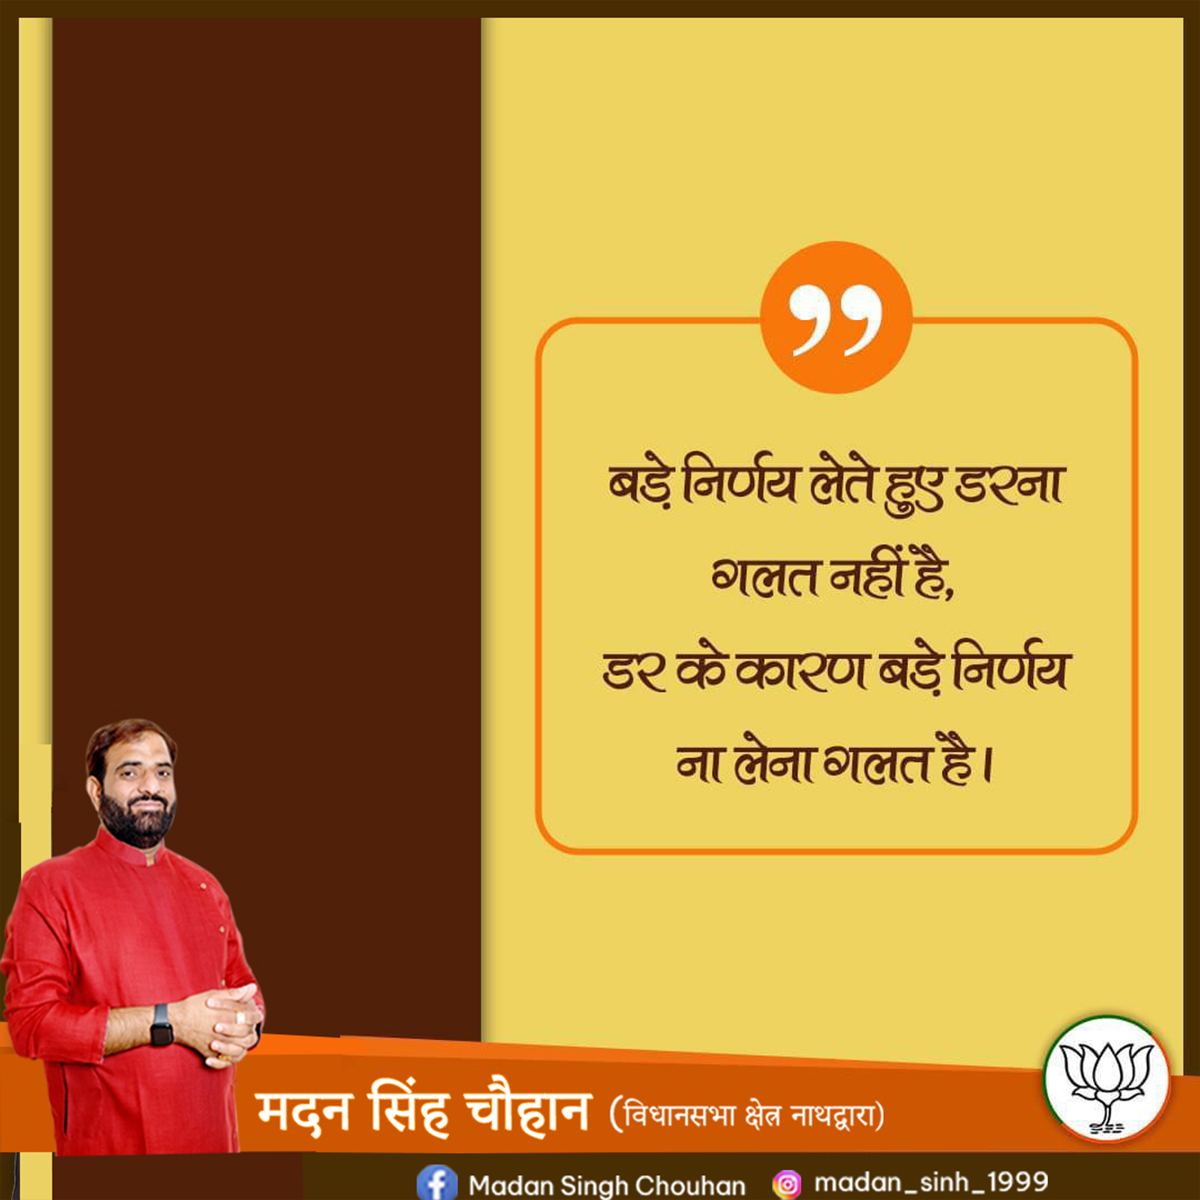 बड़े निर्णय लेते हुए डरना
गलत नहीं है,
डर के कारण बड़े निर्णय
ना लेना गलत है।
मदन सिंह चौहान (विधानसभा क्षेत्र नाथद्वारा)
Madan Singh Chouhan madan_sinh_1999